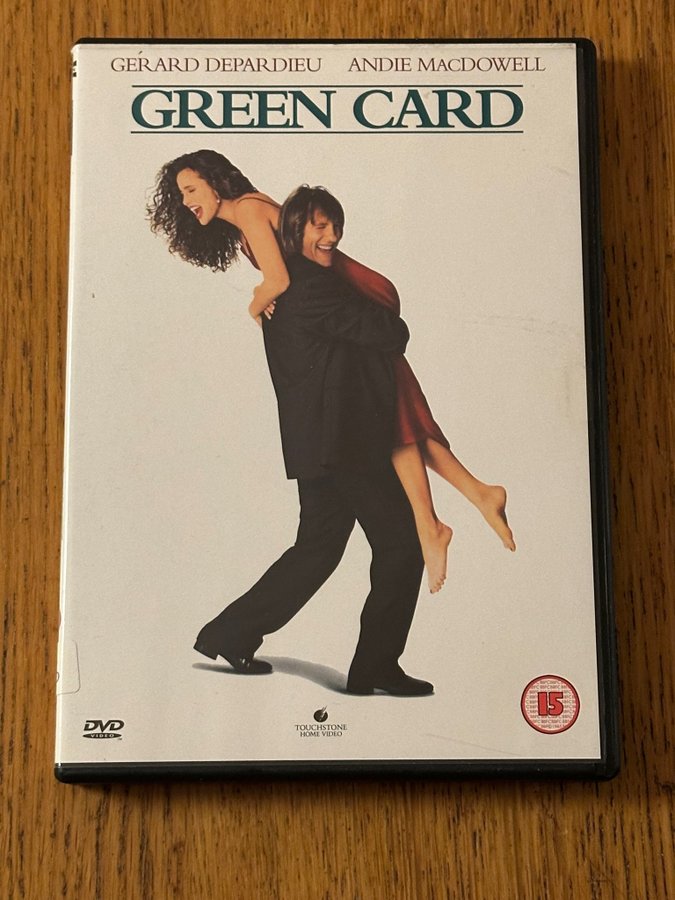 GÉRARD DEPARDIEU ANDIE MACDOWELL
GREEN CARD
DVD
VIDEO
TOUCHSTONE
HOME VIDEO
15